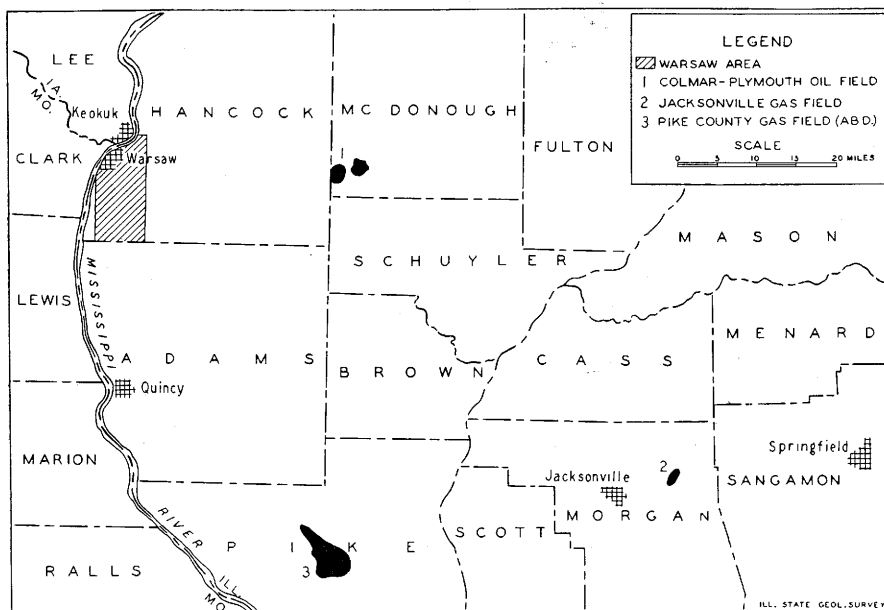 LEGEND
WARSAW AREA
1 COLMAR-PLYMOUTH OIL FIELD
2 JACKSONVILLE GAS FIELD
3 PIKE COUNTY GAS FIELD (ABD.)
SCALE
0 5 10 15 20 MILES
LEE
IA.
MO.
Keokuk
HANCOCK
MCDONOUGH
FULTON
CLARK
Warsaw
1
MASON
SCHUYLER
LEWIS
MISSISSIPPI
MENARD
ADAMS
BROWN
CASS
Quincy
MARION
Springfield
Jacksonville
2
SANGAMON
RIVER
PIKE
SCOTT
MORGAN
3
RALLS
ILL.
MO.
ILL. STATE GEOL. SURVEY